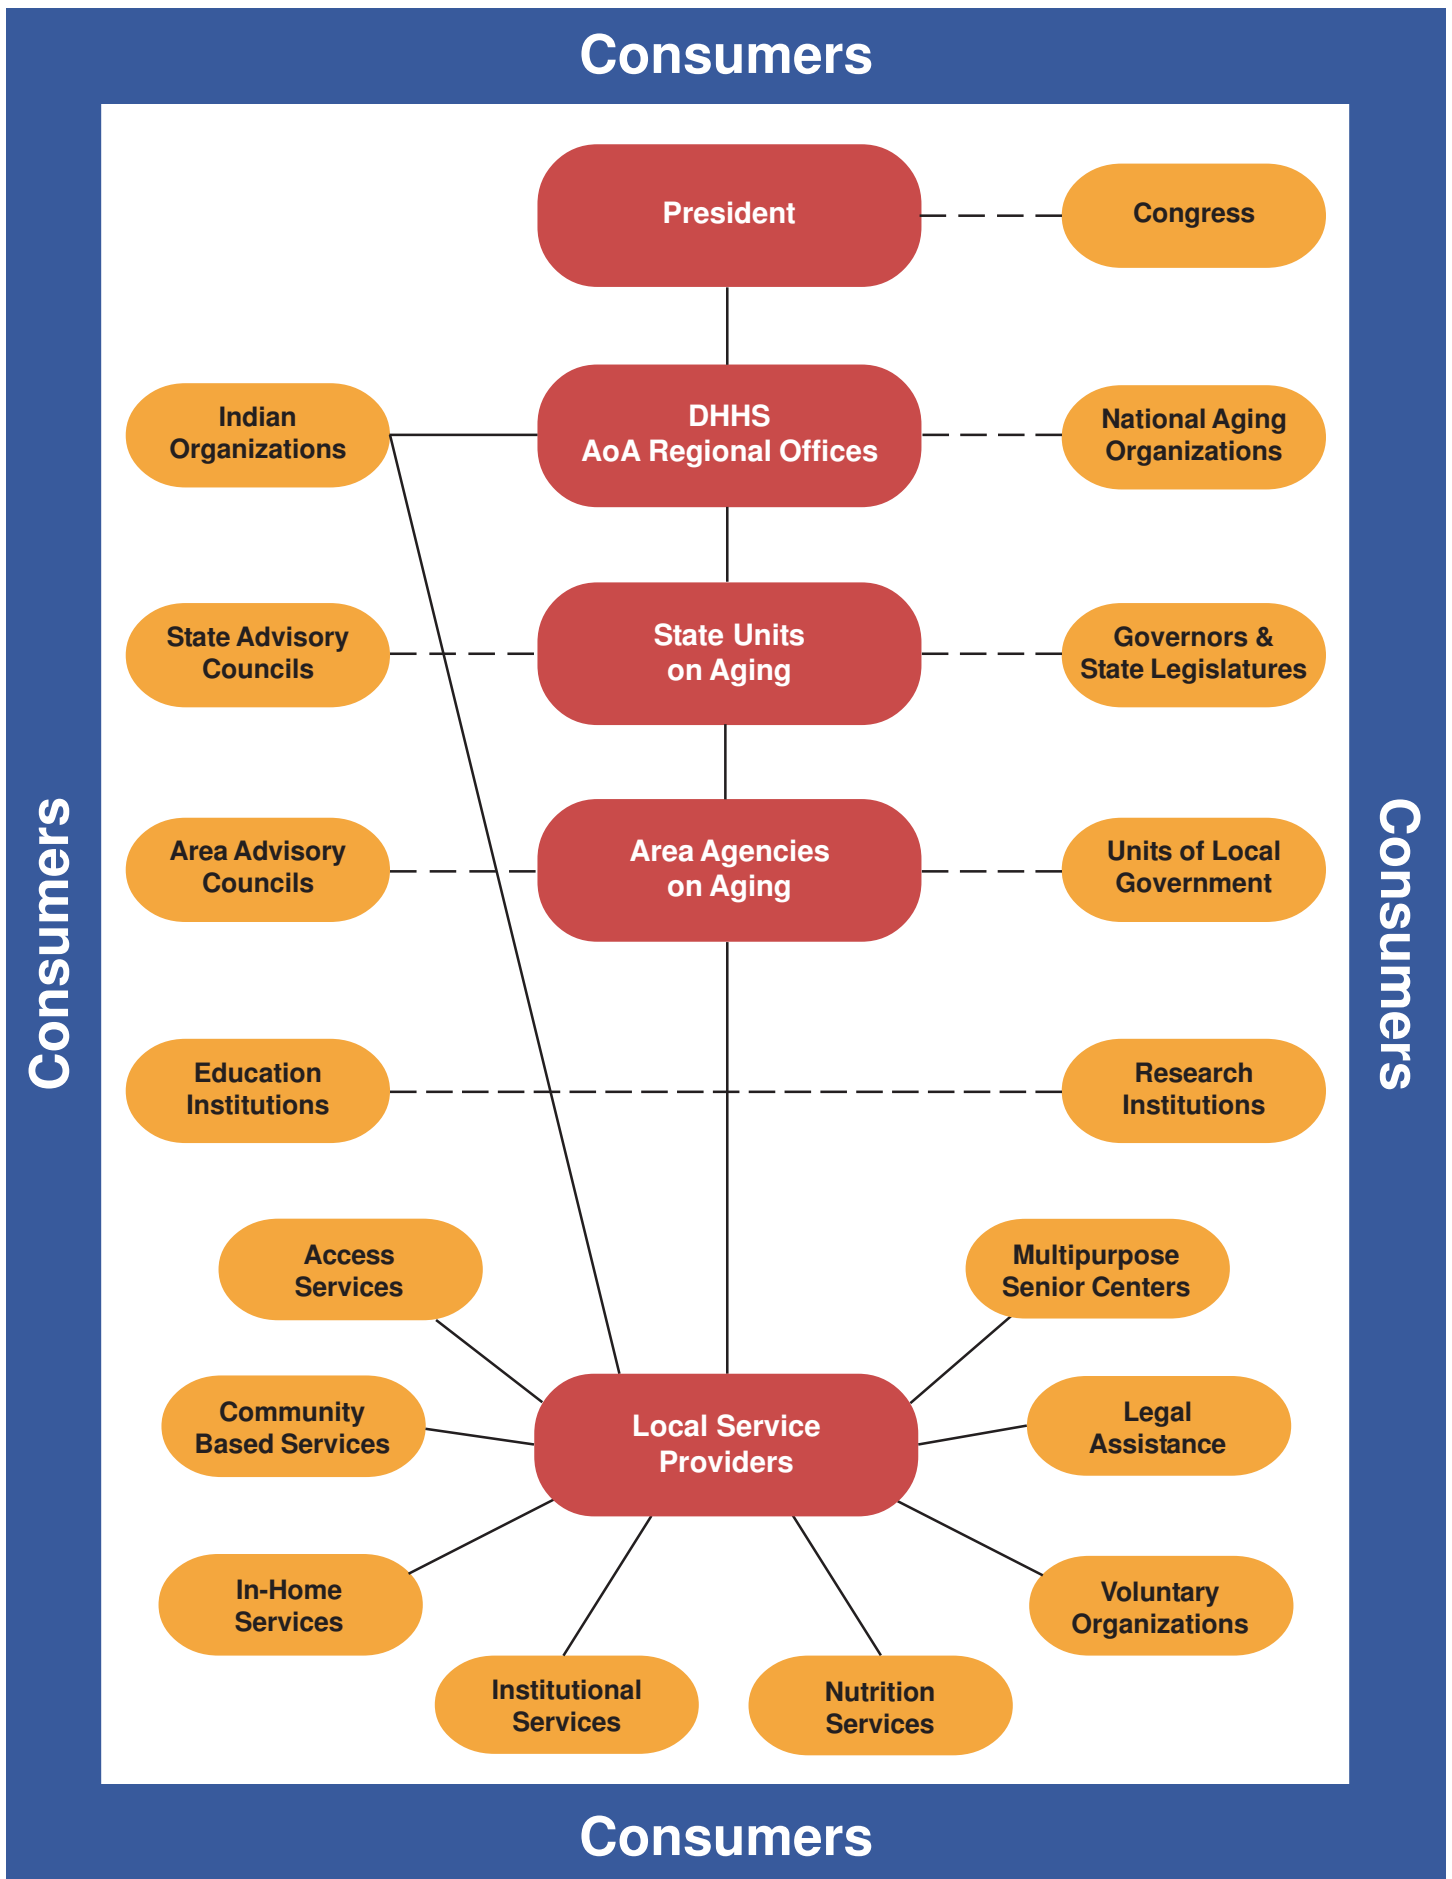 Consumers
President
Congress
Indian
Organizations
DHHS
AoA Regional Offices
National Aging
Organizations
State Advisory
Councils
State Units
on Aging
Governors &
State Legislatures
Area Advisory
Councils
Area Agencies
on Aging
Units of Local
Government
Consumers
Consumers
Education
Institutions
Research
Institutions
Access
Services
Multipurpose
Senior Centers
Community
Based Services
Local Service
Providers
Legal
Assistance
In-Home
Services
Voluntary
Organizations
Institutional
Services
Nutrition
Services
Consumers